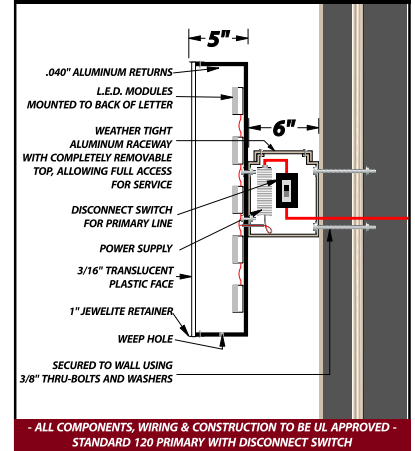 5"
.040" ALUMINUM RETURNS
L.E.D. MODULES
MOUNTED TO BACK OF LETTER
6"
WEATHER TIGHT
ALUMINUM RACEWAY
WITH COMPLETELY REMOVABLE
TOP, ALLOWING FULL ACCESS
FOR SERVICE
DISCONNECT SWITCH
FOR PRIMARY LINE
POWER SUPPLY
3/16" TRANSLUCENT
PLASTIC FACE
1" JEWELITE RETAINER
WEEP HOLE
SECURED TO WALL USING
3/8" THRU-BOLTS AND WASHERS
- ALL COMPONENTS, WIRING & CONSTRUCTION TO BE UL APPROVED -
STANDARD 120 PRIMARY WITH DISCONNECT SWITCH